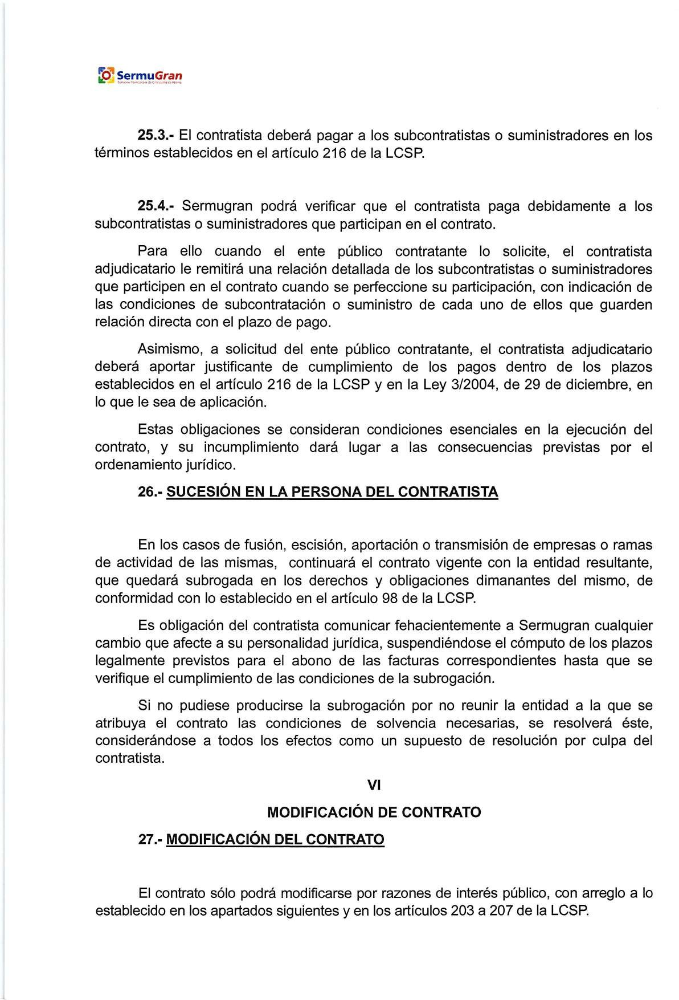 SermuGran
Servicios Municipales de Granadilla de Abona
25.3.- El contratista deberá pagar a los subcontratistas o suministradores en los
términos establecidos en el artículo 216 de la LCSP.
25.4.- Sermugran podrá verificar que el contratista paga debidamente a los
subcontratistas o suministradores que participan en el contrato.
Para ello cuando el ente público contratante lo solicite, el contratista
adjudicatario le remitirá una relación detallada de los subcontratistas o suministradores
que participen en el contrato cuando se perfeccione su participación, con indicación de
las condiciones de subcontratación o suministro de cada uno de ellos que guarden
relación directa con el plazo de pago.
Asimismo, a solicitud del ente público contratante, el contratista adjudicatario
deberá aportar justificante de cumplimiento de los pagos dentro de los plazos
establecidos en el artículo 216 de la LCSP y en la Ley 3/2004, de 29 de diciembre, en
lo que le sea de aplicación.
Estas obligaciones se consideran condiciones esenciales en la ejecución del
contrato, y su incumplimiento dará lugar a las consecuencias previstas por el
ordenamiento jurídico.
26.- SUCESIÓN EN LA PERSONA DEL CONTRATISTA
En los casos de fusión, escisión, aportación o transmisión de empresas o ramas
de actividad de las mismas, continuará el contrato vigente con la entidad resultante,
que quedará subrogada en los derechos y obligaciones dimanantes del mismo, de
conformidad con lo establecido en el artículo 98 de la LCSP.
Es obligación del contratista comunicar fehacientemente a Sermugran cualquier
cambio que afecte a su personalidad jurídica, suspendiéndose el cómputo de los plazos
legalmente previstos para el abono de las facturas correspondientes hasta que se
verifique el cumplimiento de las condiciones de la subrogación.
Si no pudiese producirse la subrogación por no reunir la entidad a la que se
atribuya el contrato las condiciones de solvencia necesarias, se resolverá éste,
considerándose a todos los efectos como un supuesto de resolución por culpa del
contratista.
VI
MODIFICACIÓN DE CONTRATO
27.- MODIFICACIÓN DEL CONTRATO
El contrato sólo podrá modificarse por razones de interés público, con arreglo a lo
establecido en los apartados siguientes y en los artículos 203 a 207 de la LCSP.